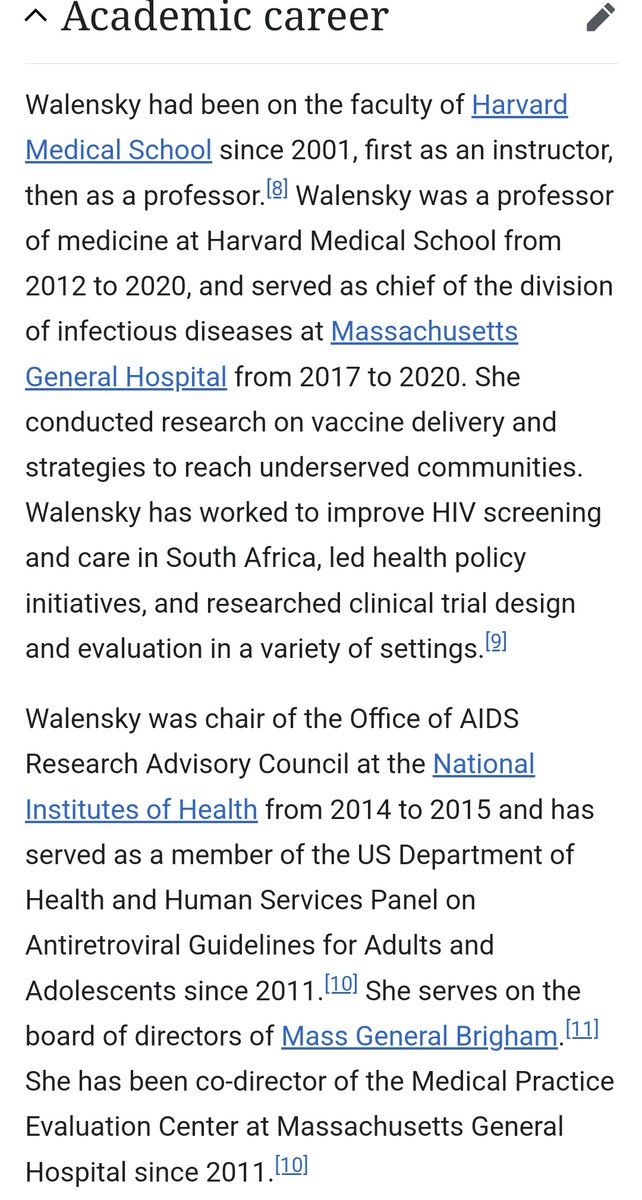 Academic career
Walensky had been on the faculty of Harvard
Medical School since 2001, first as an instructor,
then as a professor.[8] Walensky was a professor
of medicine at Harvard Medical School from
2012 to 2020, and served as chief of the division
of infectious diseases at Massachusetts
General Hospital from 2017 to 2020. She
conducted research on vaccine delivery and
strategies to reach underserved communities.
Walensky has worked to improve HIV screening
and care in South Africa, led health policy
initiatives, and researched clinical trial design
and evaluation in a variety of settings.[9]
Walensky was chair of the Office of AIDS
Research Advisory Council at the National
Institutes of Health from 2014 to 2015 and has
served as a member of the US Department of
Health and Human Services Panel on
Antiretroviral Guidelines for Adults and
Adolescents since 2011.[10] She serves on the
board of directors of Mass General Brigham.[11]
She has been co-director of the Medical Practice
Evaluation Center at Massachusetts General
Hospital since 2011.[10]